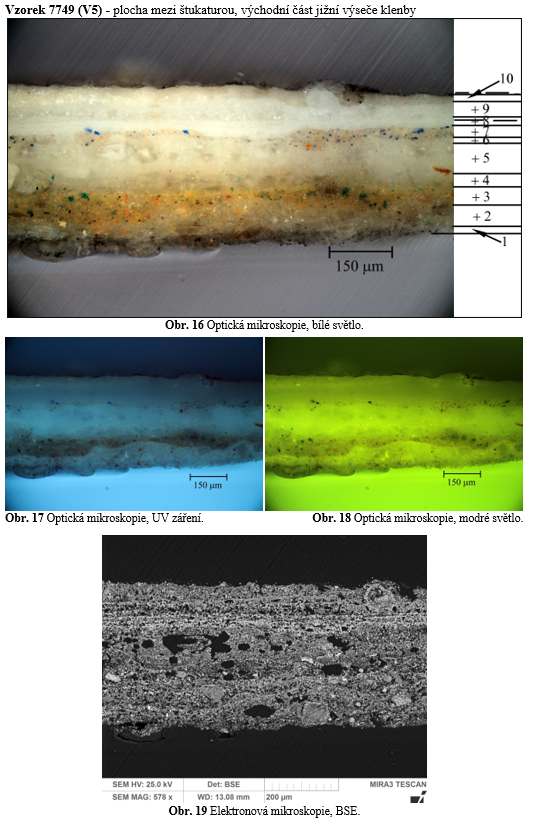 Vzorek 7749 (V5) - plocha mezi štukaturou, východní část jižní výseče klenby
10
+ 9
+ 8
+ 7
+ 6
+ 5
+ 4
+ 3
+ 2
1
150 µm
Obr. 16 Optická mikroskopie, bílé světlo.
150 µm
150 µm
Obr. 17 Optická mikroskopie, UV záření.
Obr. 18 Optická mikroskopie, modré světlo.
SEM HV: 25.0 kV
Det: BSE
MIRA3 TESCAN
SEM MAG: 578 x
WD: 13.08 mm
200 µm
Obr. 19 Elektronová mikroskopie, BSE.